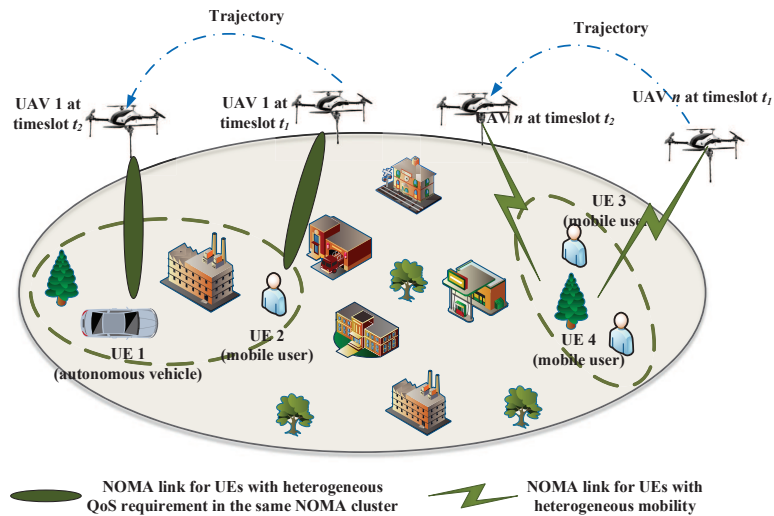 Trajectory
Trajectory
UAV 1 at
timeslot t2
UAV 1 at
timeslot t1
UAV n at timeslot t2
UAV n at timeslot t1
UE 3
(mobile user)
UE 1
(autonomous vehicle)
UE 2
(mobile user)
UE 4
(mobile user)
NOMA link for UEs with heterogeneous
QoS requirement in the same NOMA cluster
NOMA link for UEs with
heterogeneous mobility